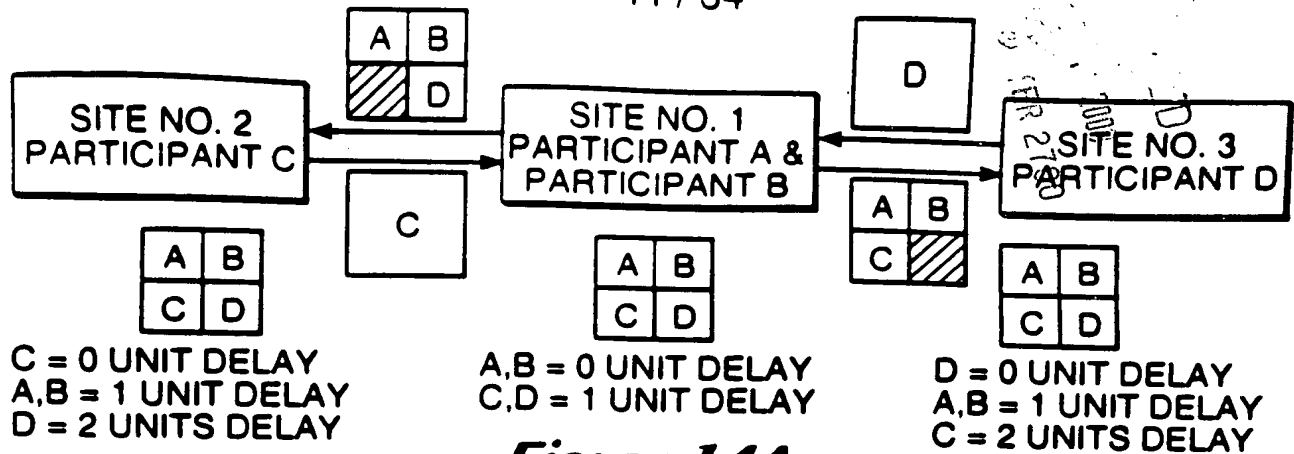 A B
D
D
SITE NO. 2
PARTICIPANT C
SITE NO. 1
PARTICIPANT A &
PARTICIPANT B
SITE NO. 3
PARTICIPANT D
C
A B
C
A B
C D
A B
C D
A B
C D
C = 0 UNIT DELAY
A,B = 1 UNIT DELAY
D = 2 UNITS DELAY
A,B = 0 UNIT DELAY
C,D = 1 UNIT DELAY
D = 0 UNIT DELAY
A,B = 1 UNIT DELAY
C = 2 UNITS DELAY